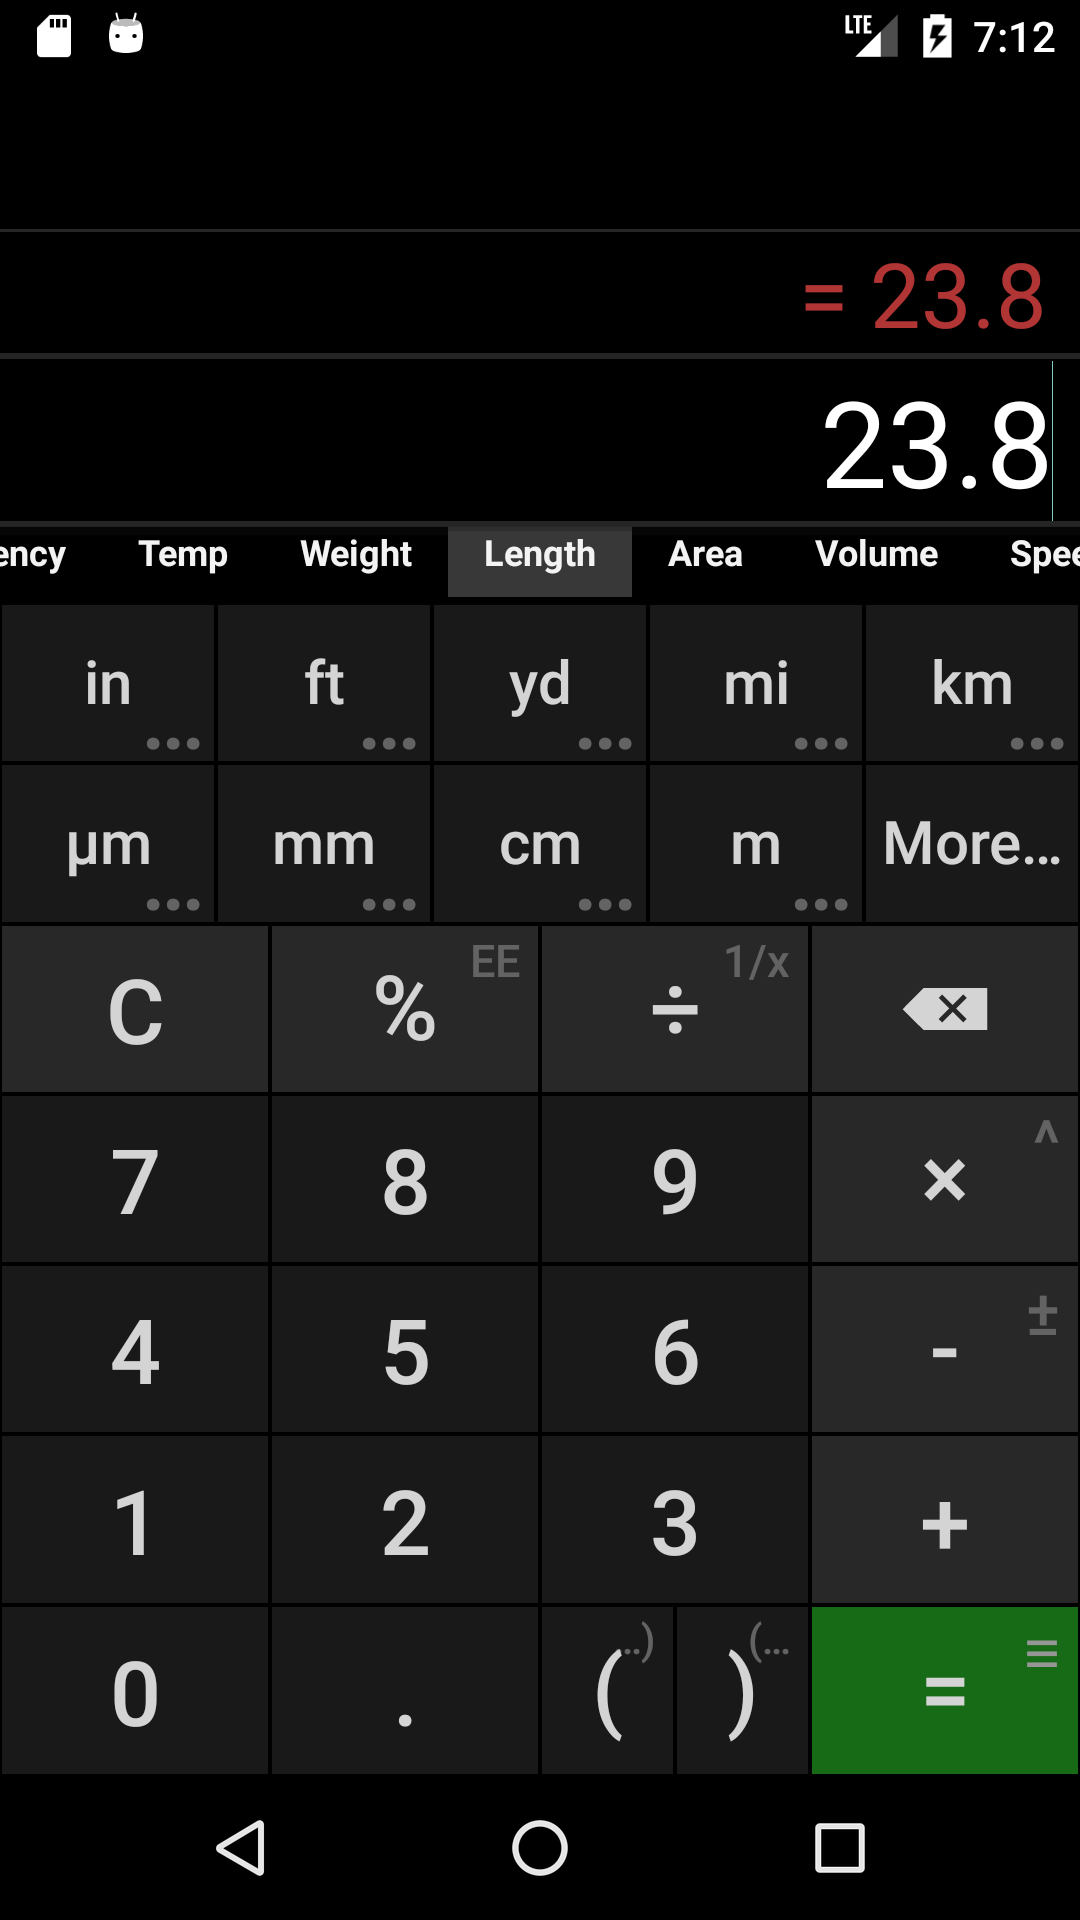 LTE 7:12
= 23.8
23.8
ency Temp Weight Length Area Volume Spee
in ft yd mi km
µm mm cm m More...
C % EE ÷ 1/x
7 8 9 × ^
4 5 6 - ±
1 2 3 +
0 . ( ..) ) (... =